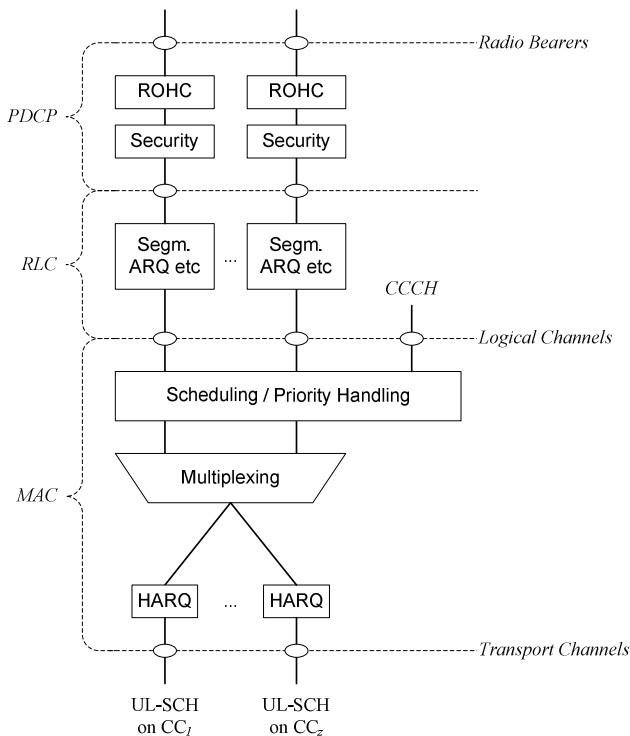 Radio Bearers
ROHC
ROHC
PDCP
Security
Security
Segm.
ARQ etc
...
Segm.
ARQ etc
RLC
CCCH
Logical Channels
Scheduling / Priority Handling
Multiplexing
MAC
HARQ
...
HARQ
Transport Channels
UL-SCH
on CC1
UL-SCH
on CCz